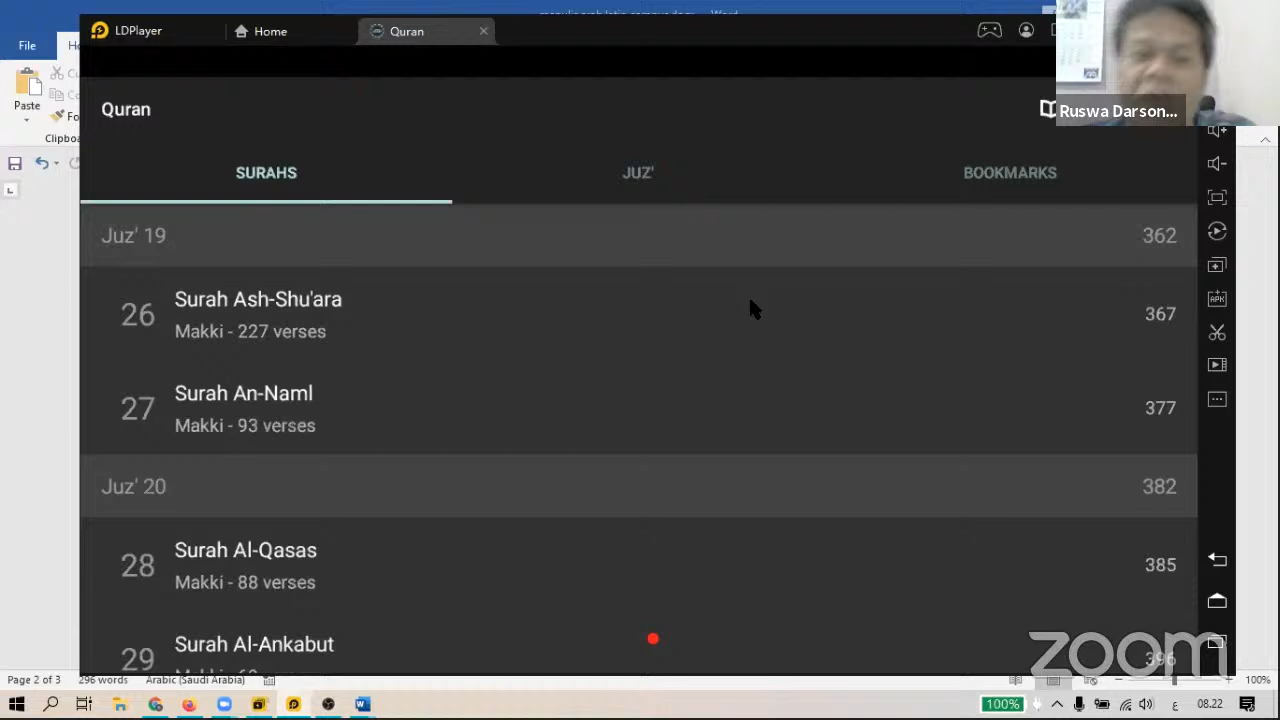 LDPlayer
Home
Quran
File
Paste
Clipboa
Ruswa Darson...
Quran
SURAHS
JUZ'
BOOKMARKS
Juz' 19
362
26
Surah Ash-Shu'ara
Makki - 227 verses
367
27
Surah An-Naml
Makki - 93 verses
377
APK
Juz' 20
382
28
Surah Al-Qasas
Makki - 88 verses
385
29
Surah Al-Ankabut
396
zoom
Page 2 of 3
296 words
Arabic (Saudi Arabia)
100%
100%
ع
08.22